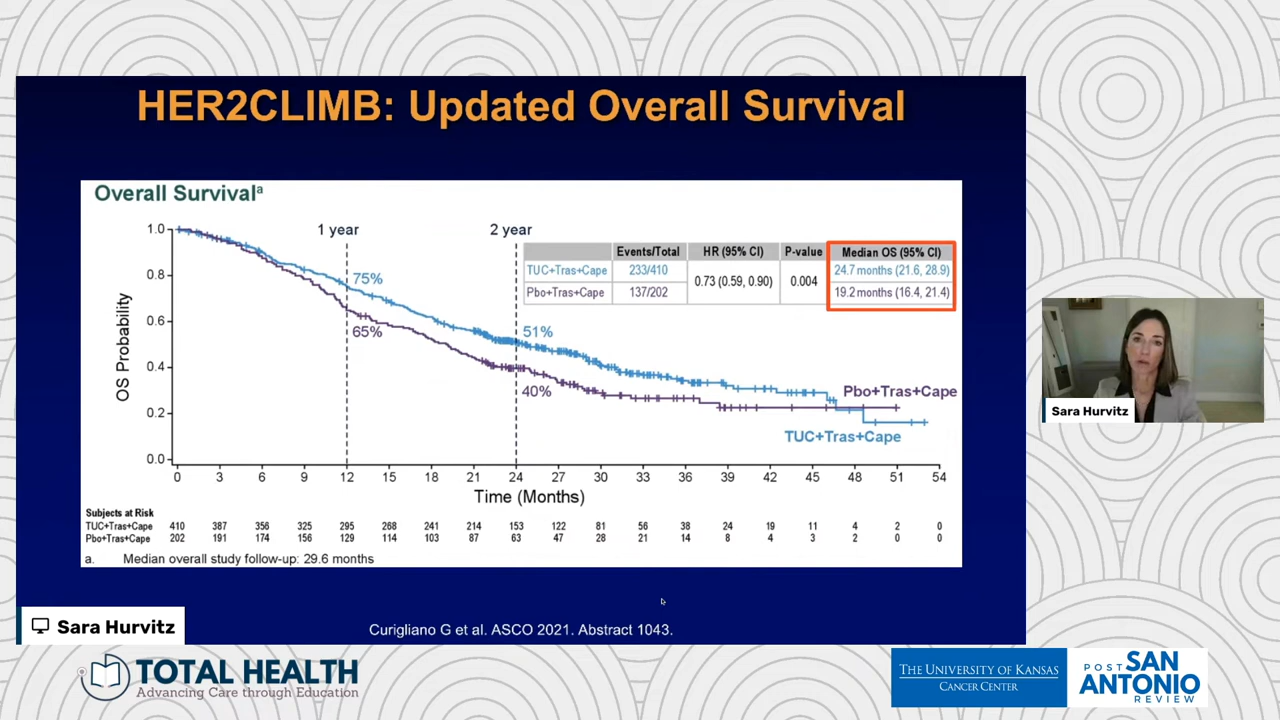 HER2CLIMB: Updated Overall Survival
Overall Survivalᵃ
1 year
2 year
Events/Total HR (95% CI) P-value Median OS (95% CI)
TUC+Tras+Cape 233/410 0.73 (0.59, 0.90) 0.004 24.7 months (21.6, 28.9)
Pbo+Tras+Cape 137/202 19.2 months (16.4, 21.4)
OS Probability
1.0
0.8
0.6
0.4
0.2
0.0
75%
65%
51%
40%
Pbo+Tras+Cape
TUC+Tras+Cape
0 3 6 9 12 15 18 21 24 27 30 33 36 39 42 45 48 51 54
Time (Months)
Subjects at Risk
TUC+Tras+Cape 410 387 356 325 295 268 241 214 153 122 81 56 38 24 19 11 4 2 0
Pbo+Tras+Cape 202 191 174 156 129 114 103 87 63 47 28 21 14 8 4 3 2 0 0
a. Median overall study follow-up: 29.6 months
Curigliano G et al. ASCO 2021. Abstract 1043.
Sara Hurvitz
Sara Hurvitz
TOTAL HEALTH
Advancing Care through Education
THE UNIVERSITY OF KANSAS
CANCER CENTER
POST
SAN
ANTONIO
REVIEW